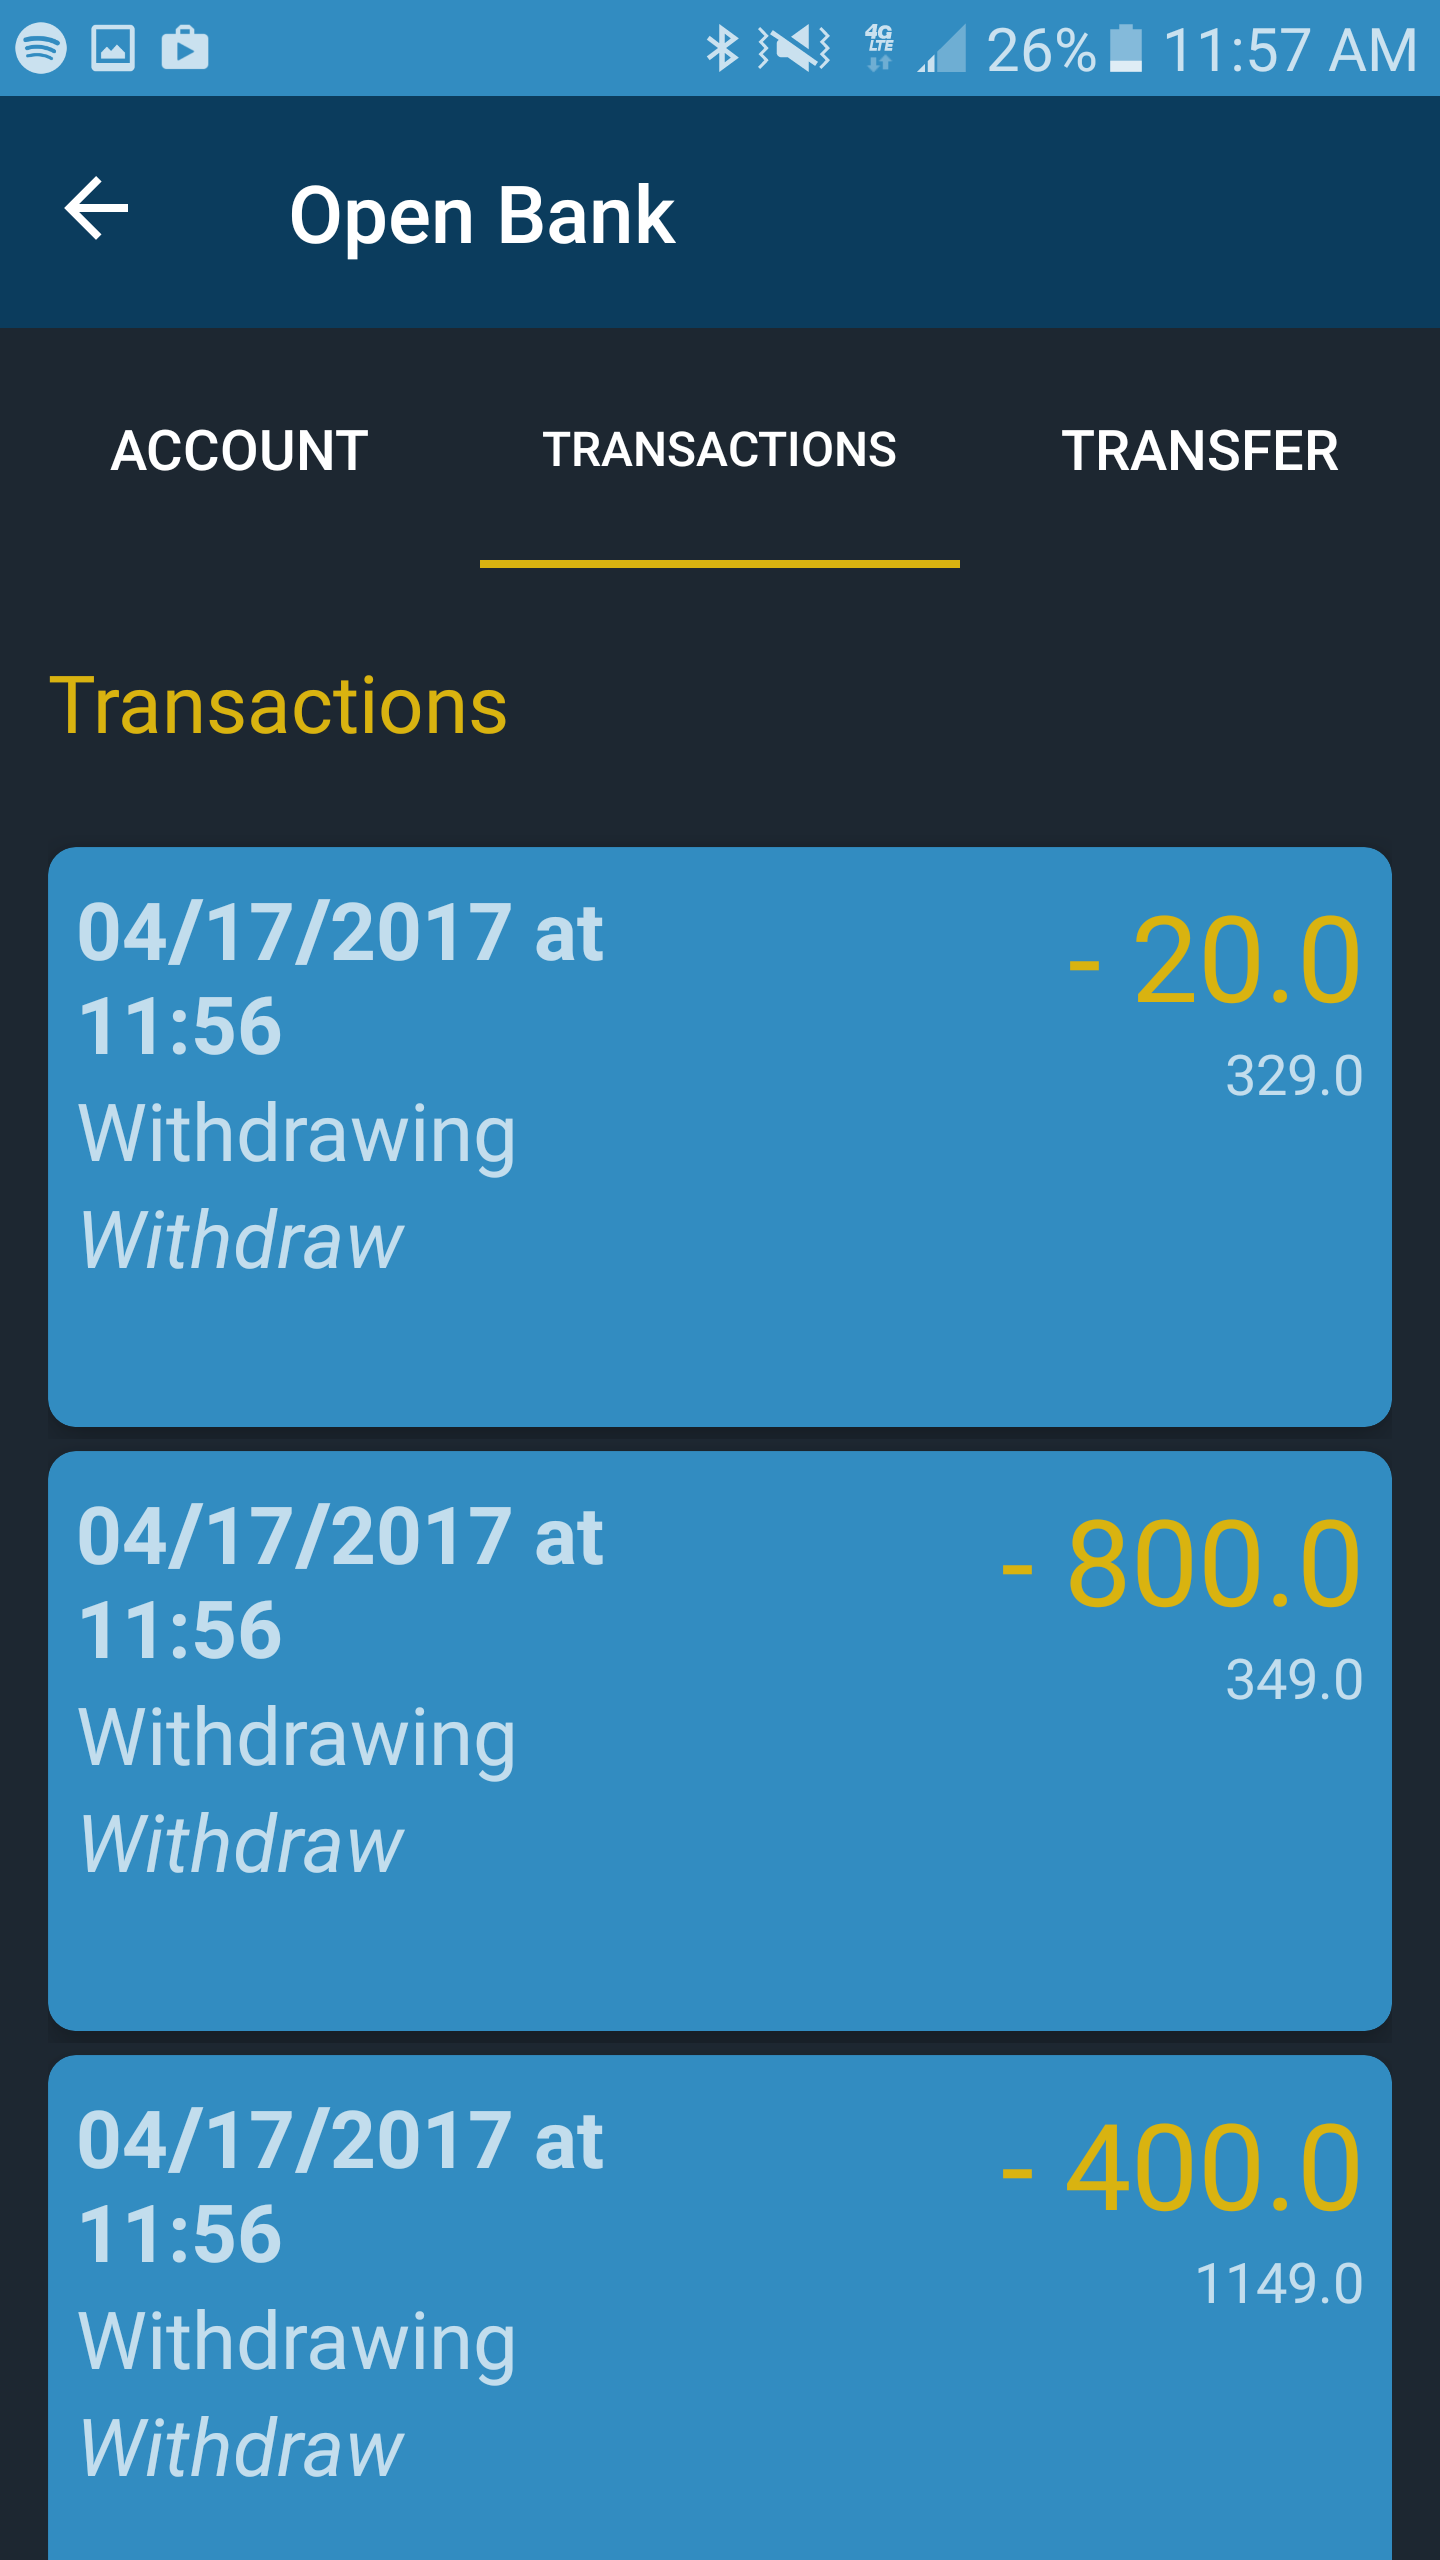 4G
LTE
26%
11:57 AM
Open Bank
ACCOUNT
TRANSACTIONS
TRANSFER
Transactions
04/17/2017 at
11:56
- 20.0
329.0
Withdrawing
Withdraw
04/17/2017 at
11:56
- 800.0
349.0
Withdrawing
Withdraw
04/17/2017 at
11:56
- 400.0
1149.0
Withdrawing
Withdraw